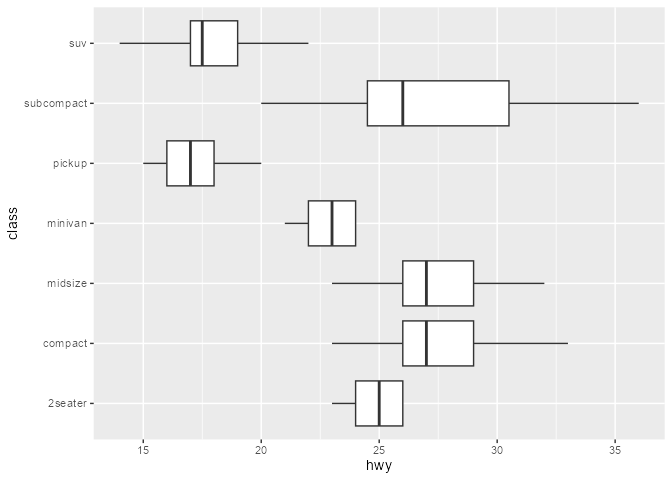 suv
subcompact
pickup
minivan
midsize
compact
2seater
class
15 20 25 30 35
hwy